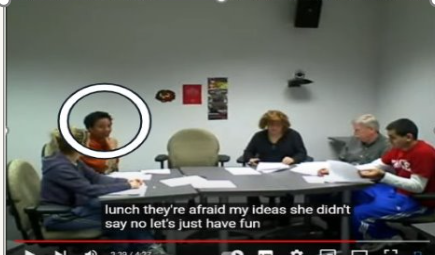 lunch they're afraid my ideas she didn't
say no let's just have fun